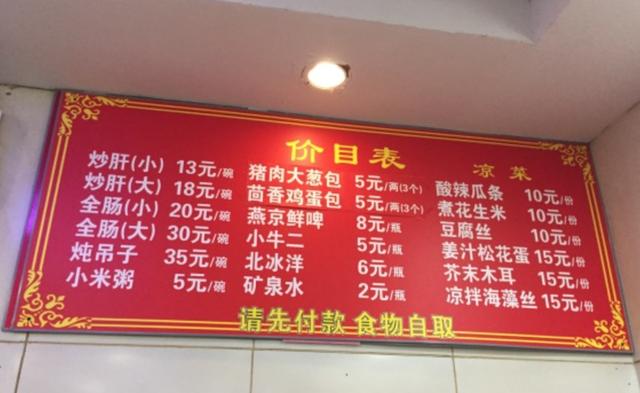 价目表
炒肝(小) 13元/碗
炒肝(大) 18元/碗
全肠(小) 20元/碗
全肠(大) 30元/碗
炖吊子 35元/碗
小米粥 5元/碗
猪肉大葱包 5元/两(3个)
茴香鸡蛋包 5元/两(3个)
燕京鲜啤 8元/瓶
小牛二 5元/瓶
北冰洋 6元/瓶
矿泉水 2元/瓶
凉菜
酸辣瓜条 10元/份
煮花生米 10元/份
豆腐丝 10元/份
姜汁松花蛋 15元/份
芥末木耳 15元/份
凉拌海藻丝 15元/份
请先付款 食物自取